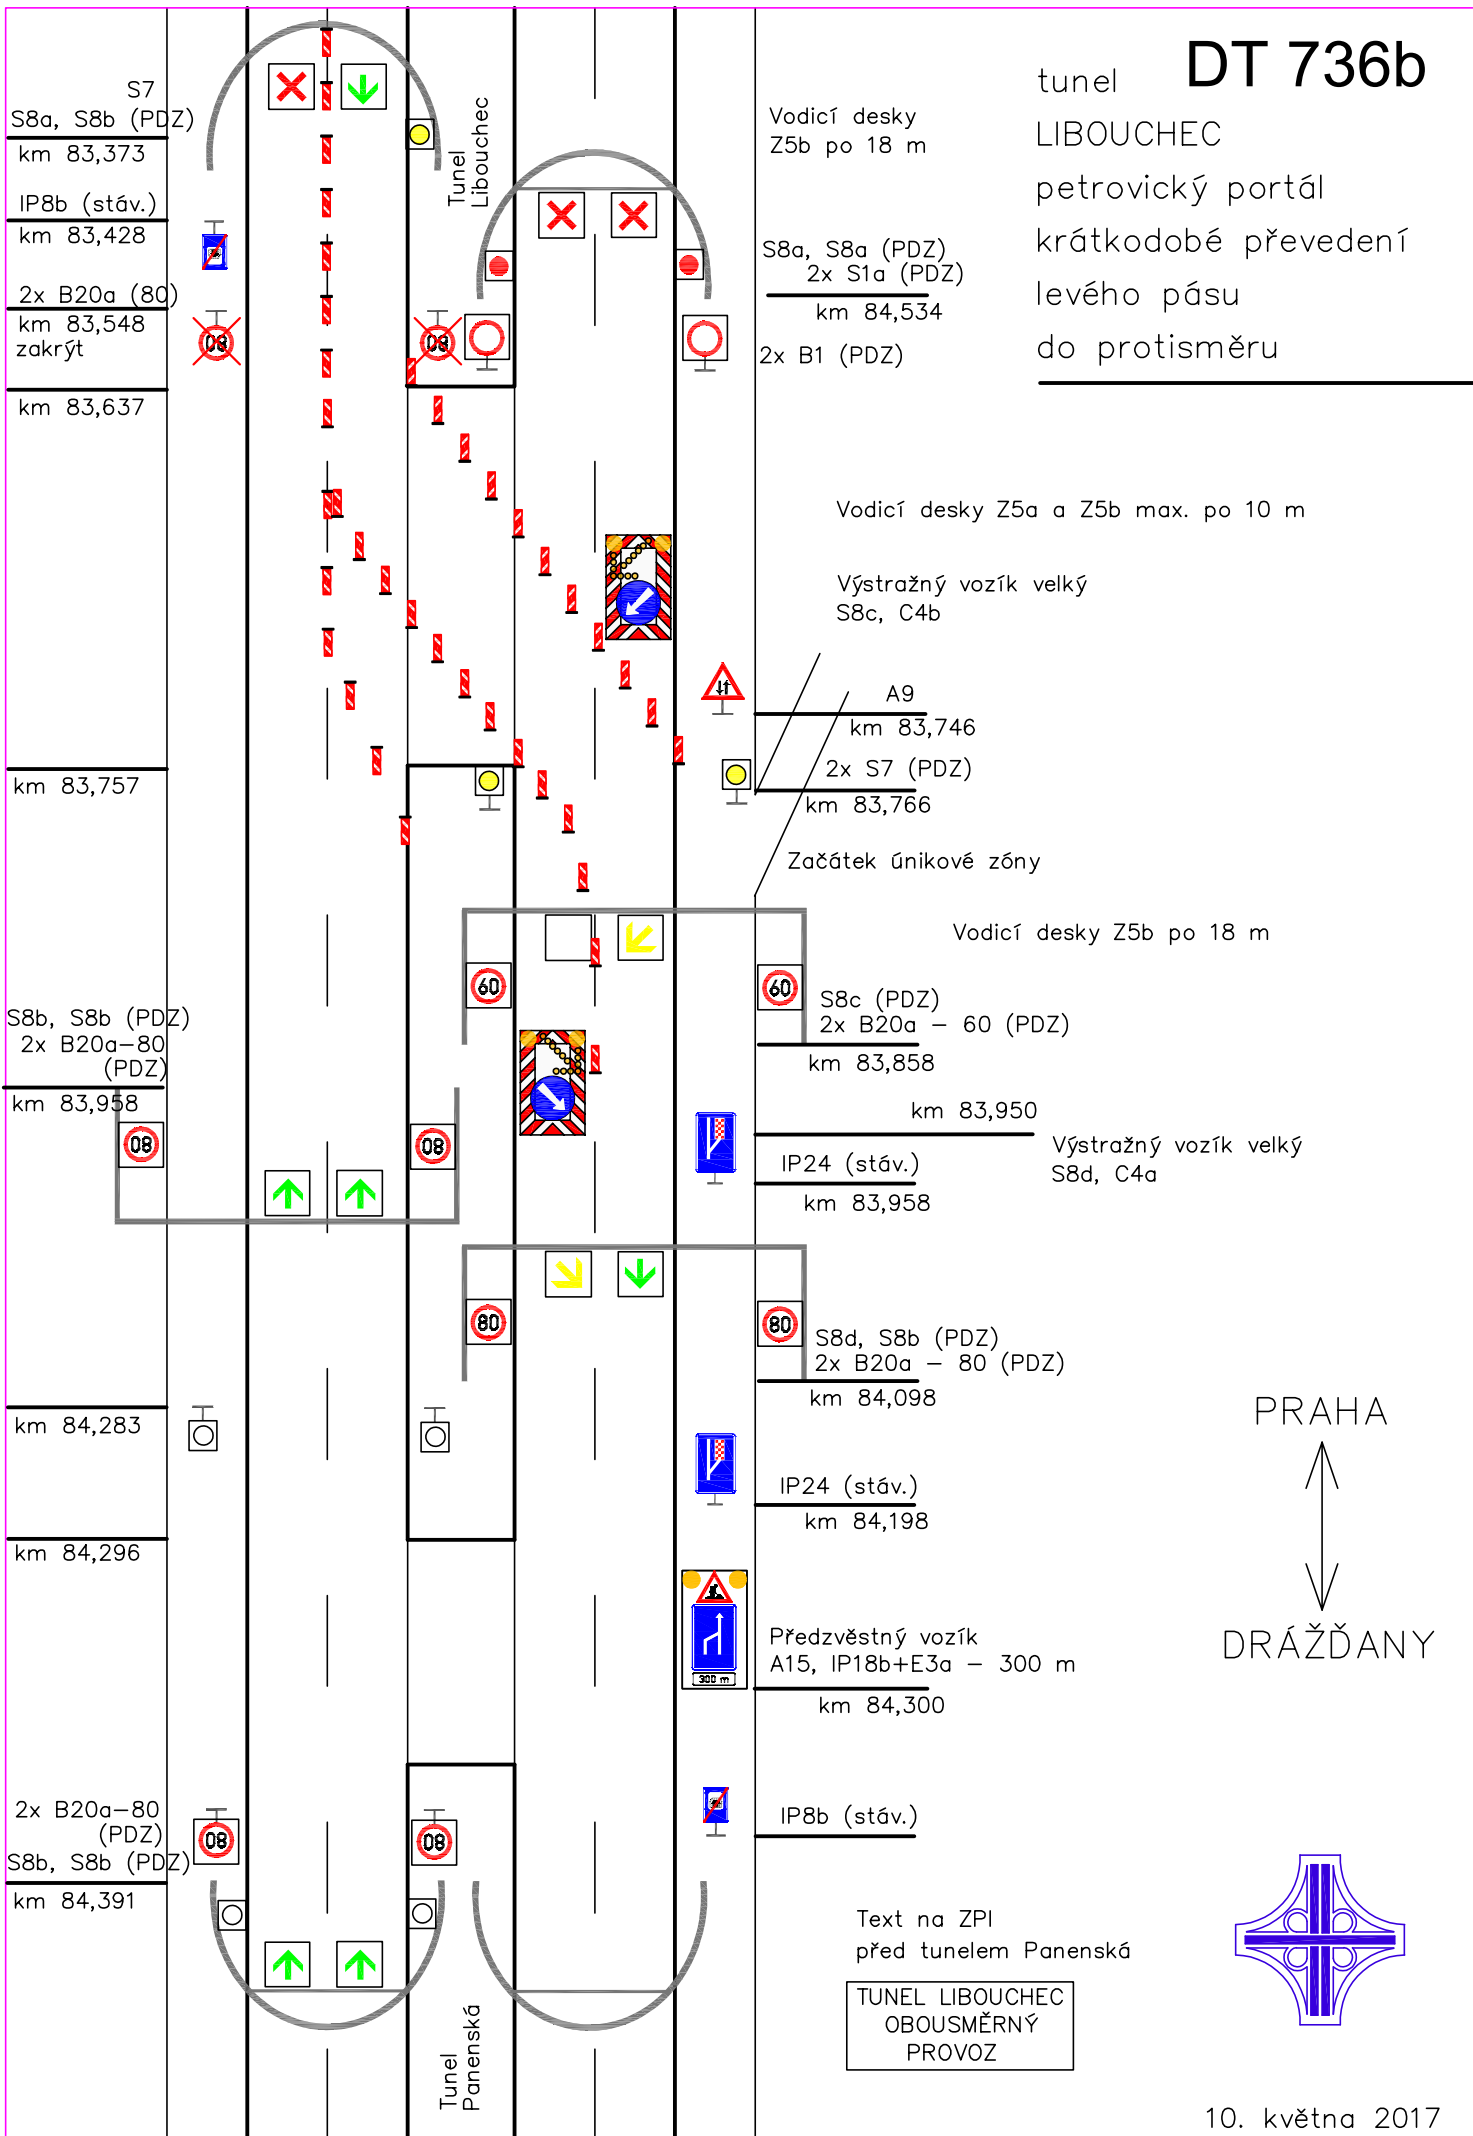 DT 736b
tunel
LIBOUCHEC
petrovický portál
krátkodobé převedení
levého pásu
do protisměru
S7
S8a, S8b (PDZ)
km 83,373
IP8b (stáv.)
km 83,428
2x B20a (80)
km 83,548
zakrýt
km 83,637
km 83,757
S8b, S8b (PDZ)
2x B20a-80
(PDZ)
km 83,958
km 84,283
km 84,296
2x B20a-80
(PDZ)
S8b, S8b (PDZ)
km 84,391
Tunel
Libouchec
80
80
60
60
80
80
80
80
80
80
300 m
Tunel
Panenská
Vodicí desky
Z5b po 18 m
S8a, S8a (PDZ)
2x S1a (PDZ)
km 84,534
2x B1 (PDZ)
Vodicí desky Z5a a Z5b max. po 10 m
Výstražný vozík velký
S8c, C4b
A9
km 83,746
2x S7 (PDZ)
km 83,766
Začátek únikové zóny
Vodicí desky Z5b po 18 m
S8c (PDZ)
2x B20a – 60 (PDZ)
km 83,858
km 83,950
Výstražný vozík velký
S8d, C4a
IP24 (stáv.)
km 83,958
S8d, S8b (PDZ)
2x B20a – 80 (PDZ)
km 84,098
IP24 (stáv.)
km 84,198
Předzvěstný vozík
A15, IP18b+E3a – 300 m
km 84,300
IP8b (stáv.)
PRAHA
DRÁŽĎANY
Text na ZPI
před tunelem Panenská
TUNEL LIBOUCHEC
OBOUSMĚRNÝ
PROVOZ
10. května 2017